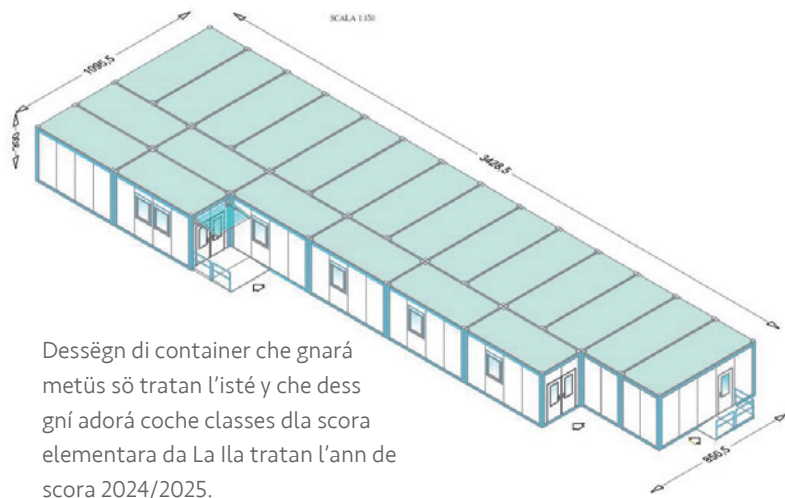 SCALA 1:150
1095,5
300
3428,5
850,5
Dessëgn di container che gnará
metüs sö tratan l'isté y che dess
gní adorá coche classes dla scora
elementara da La Ila tratan l'ann de
scora 2024/2025.